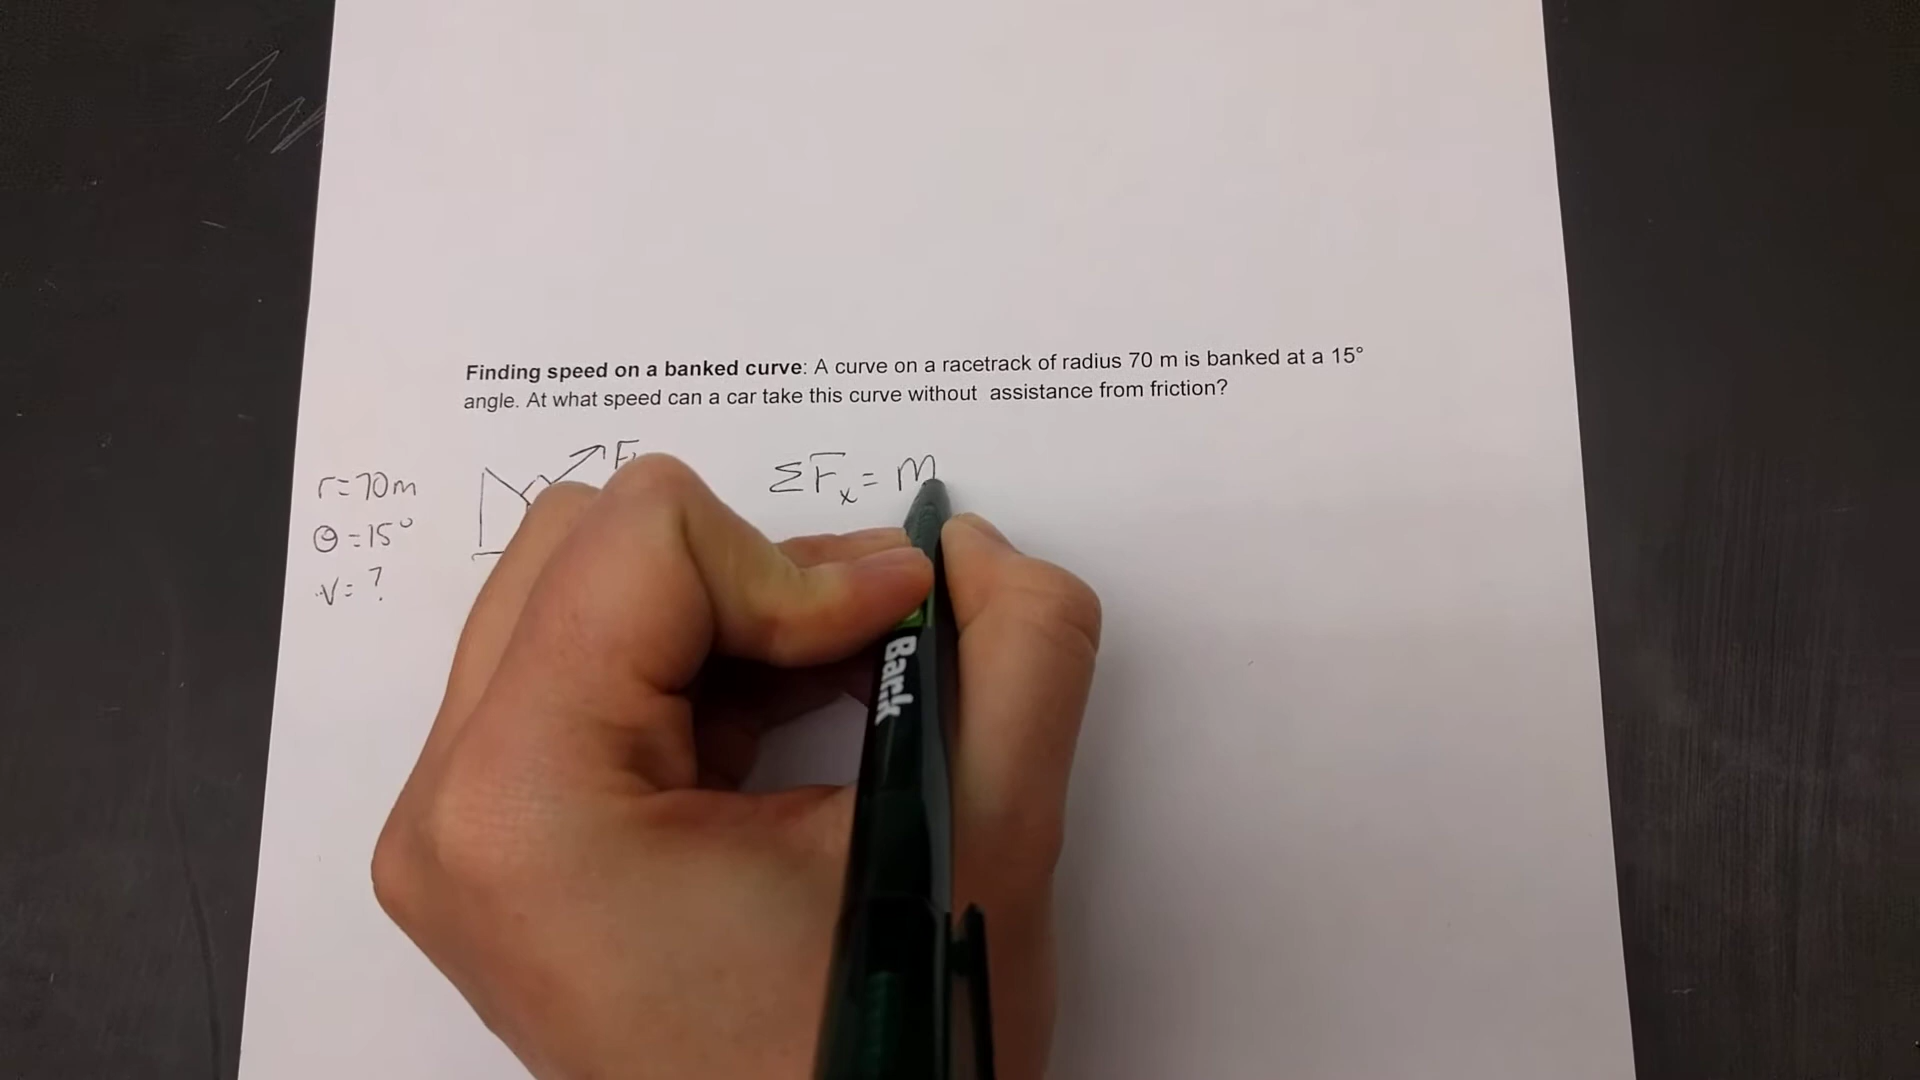 Finding speed on a banked curve: A curve on a racetrack of radius 70 m is banked at a 15°
angle. At what speed can a car take this curve without assistance from friction?
r=70m
θ=15°
v=?
F
ΣFx = m
Bank